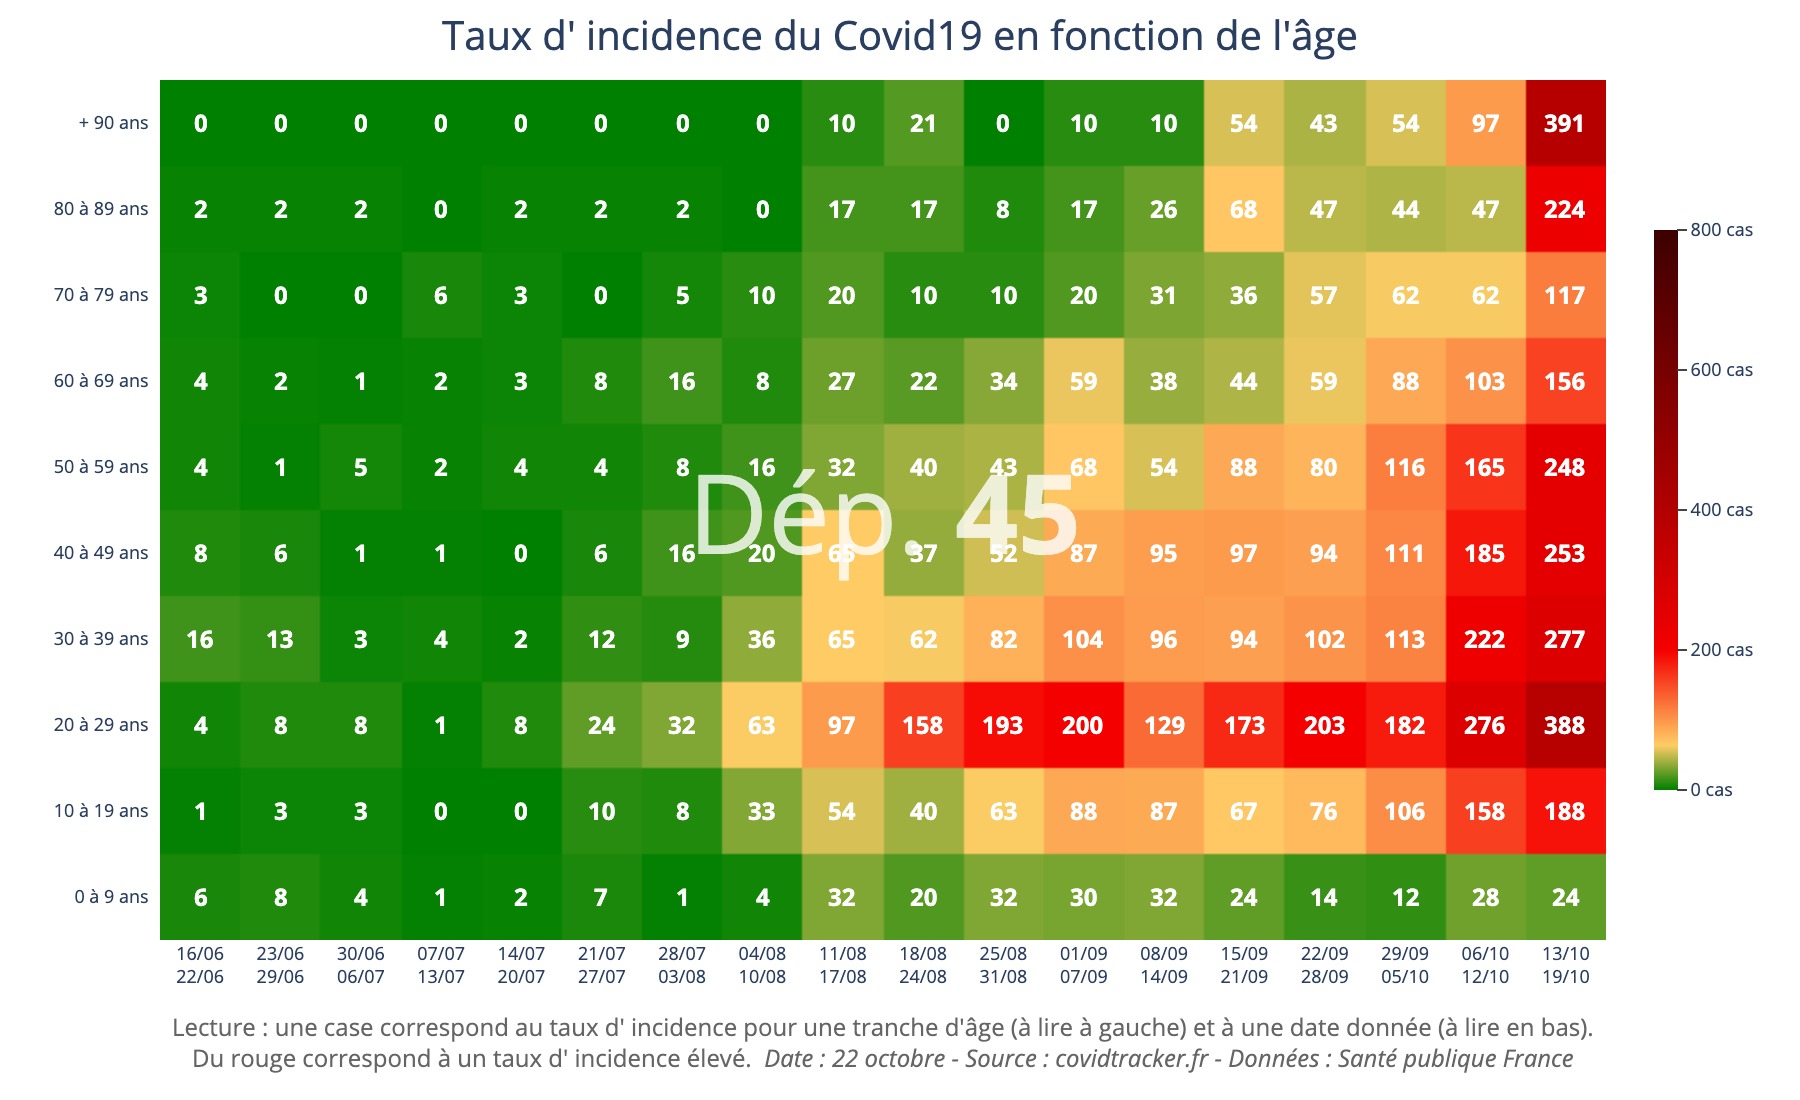 Taux d' incidence du Covid19 en fonction de l'âge
+ 90 ans 0 0 0 0 0 0 0 0 10 21 0 10 10 54 43 54 97 391
80 à 89 ans 2 2 2 0 2 2 2 0 17 17 8 17 26 68 47 44 47 224
70 à 79 ans 3 0 0 6 3 0 5 10 20 10 10 20 31 36 57 62 62 117
60 à 69 ans 4 2 1 2 3 8 16 8 27 22 34 59 38 44 59 88 103 156
50 à 59 ans 4 1 5 2 4 4 8 16 32 40 43 68 54 88 80 116 165 248
Dép. 45
40 à 49 ans 8 6 1 1 0 6 16 20 65 37 52 87 95 97 94 111 185 253
30 à 39 ans 16 13 3 4 2 12 9 36 65 62 82 104 96 94 102 113 222 277
20 à 29 ans 4 8 8 1 8 24 32 63 97 158 193 200 129 173 203 182 276 388
10 à 19 ans 1 3 3 0 0 10 8 33 54 40 63 88 87 67 76 106 158 188
0 à 9 ans 6 8 4 1 2 7 1 4 32 20 32 30 32 24 14 12 28 24
16/06 23/06 30/06 07/07 14/07 21/07 28/07 04/08 11/08 18/08 25/08 01/09 08/09 15/09 22/09 29/09 06/10 13/10
22/06 29/06 06/07 13/07 20/07 27/07 03/08 10/08 17/08 24/08 31/08 07/09 14/09 21/09 28/09 05/10 12/10 19/10
800 cas
600 cas
400 cas
200 cas
0 cas
Lecture : une case correspond au taux d' incidence pour une tranche d'âge (à lire à gauche) et à une date donnée (à lire en bas).
Du rouge correspond à un taux d' incidence élevé. Date : 22 octobre - Source : covidtracker.fr - Données : Santé publique France